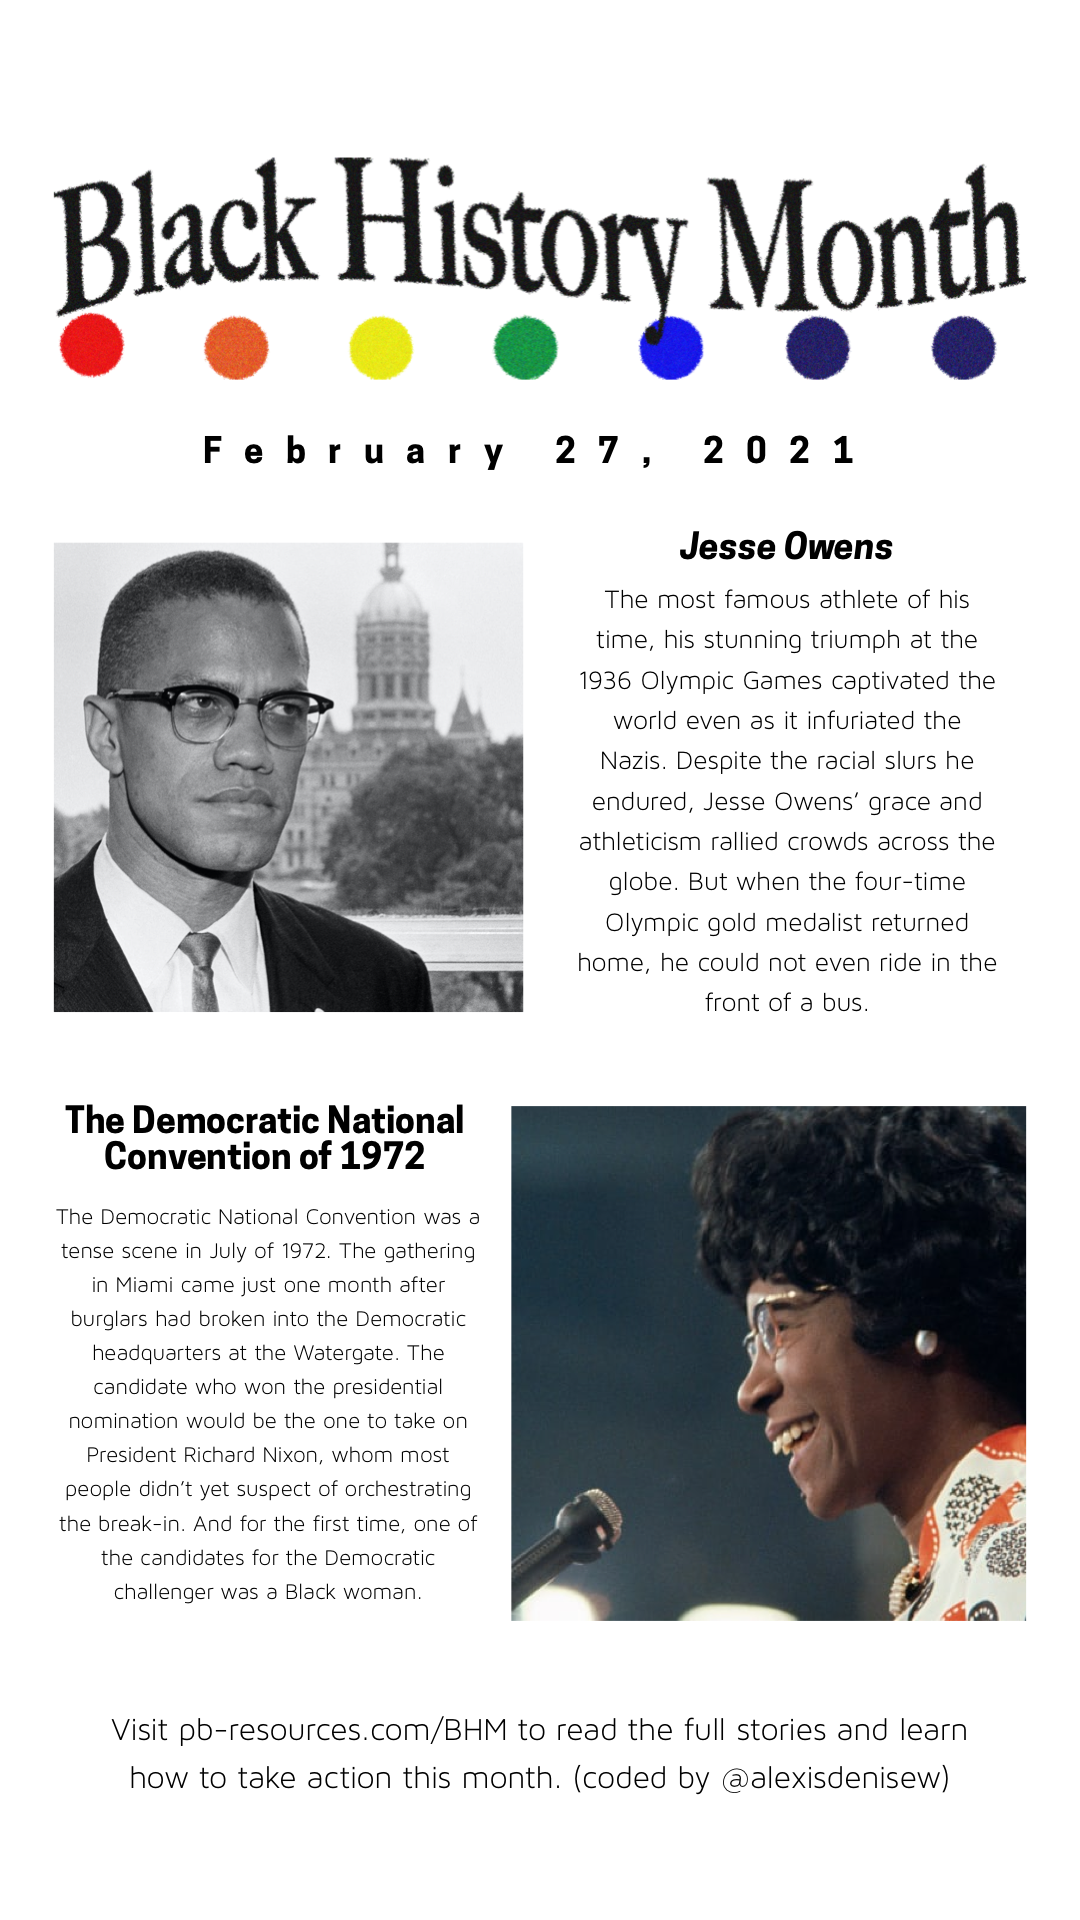 Black History Month
February 27, 2021
Jesse Owens
The most famous athlete of his
time, his stunning triumph at the
1936 Olympic Games captivated the
world even as it infuriated the
Nazis. Despite the racial slurs he
endured, Jesse Owens’ grace and
athleticism rallied crowds across the
globe. But when the four-time
Olympic gold medalist returned
home, he could not even ride in the
front of a bus.
The Democratic National
Convention of 1972
The Democratic National Convention was a
tense scene in July of 1972. The gathering
in Miami came just one month after
burglars had broken into the Democratic
headquarters at the Watergate. The
candidate who won the presidential
nomination would be the one to take on
President Richard Nixon, whom most
people didn’t yet suspect of orchestrating
the break-in. And for the first time, one of
the candidates for the Democratic
challenger was a Black woman.
Visit pb-resources.com/BHM to read the full stories and learn
how to take action this month. (coded by @alexisdenisew)